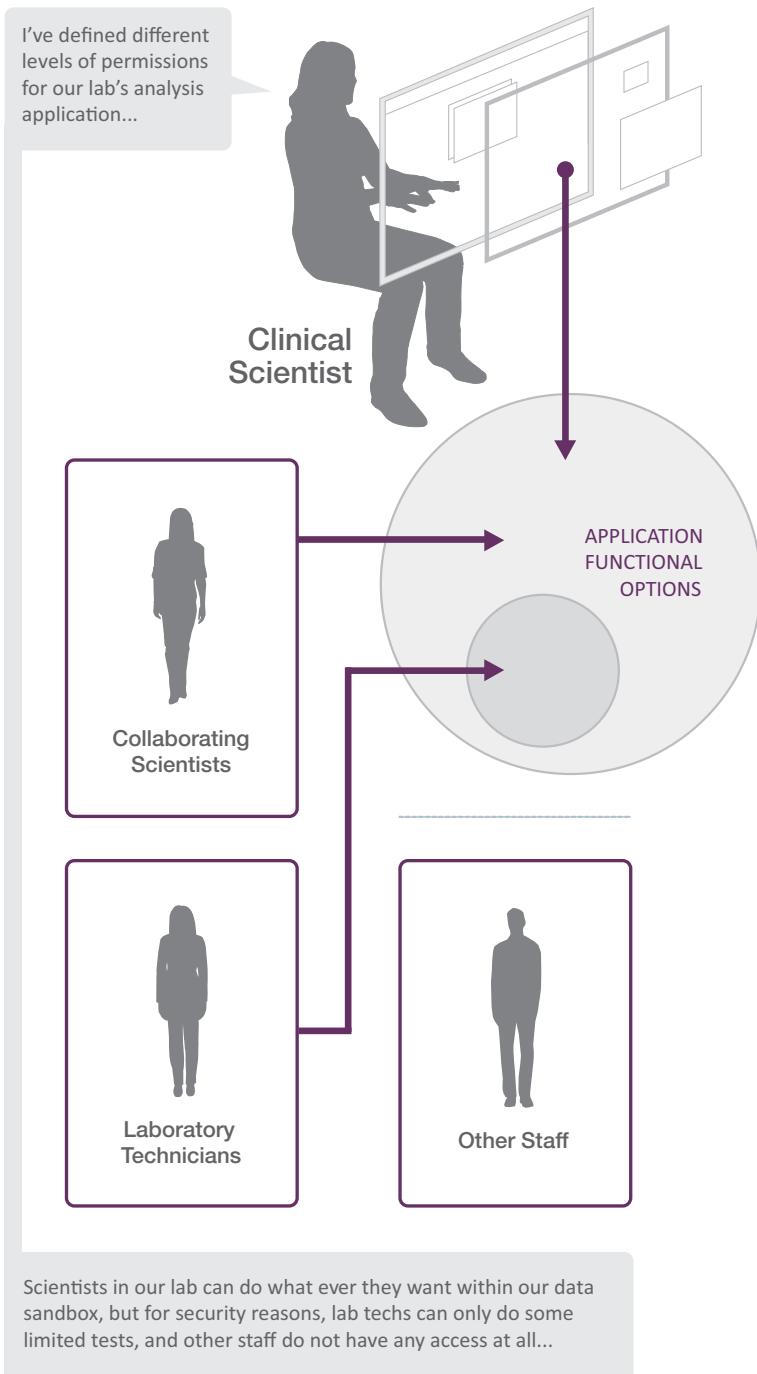 I've defined different
levels of permissions
for our lab's analysis
application...
Clinical
Scientist
APPLICATION
FUNCTIONAL
OPTIONS
Collaborating
Scientists
Laboratory
Technicians
Other Staff
Scientists in our lab can do what ever they want within our data
sandbox, but for security reasons, lab techs can only do some
limited tests, and other staff do not have any access at all...